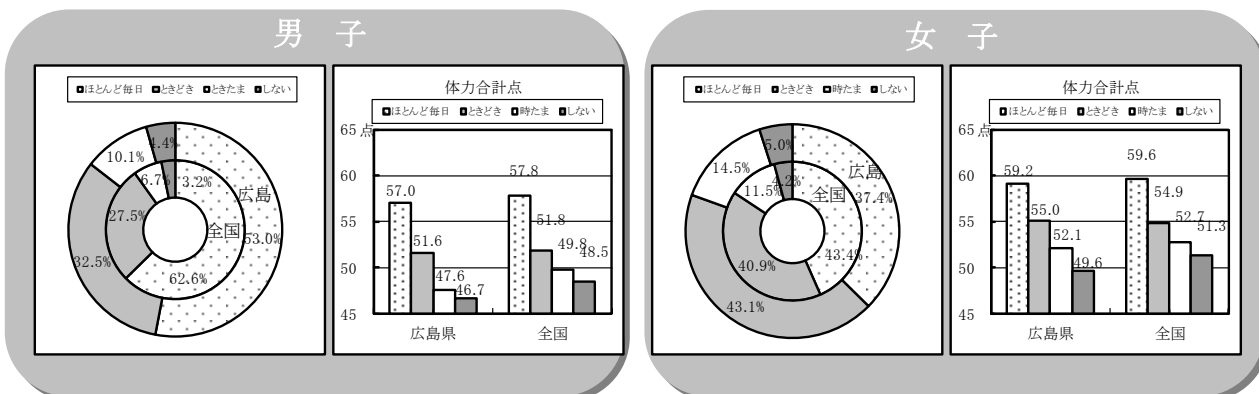 男 子
ほとんど毎日 ときどき ときたま しない
4.4%
10.1%
6.7%
3.2%
広島
27.5%
全国
53.0%
32.5%
62.6%
体力合計点
ほとんど毎日 ときどき 時たま しない
65 点
60
55
50
45
57.0
51.6
47.6
46.7
57.8
51.8
49.8
48.5
広島県 全国
女 子
ほとんど毎日 ときどき ときたま しない
5.0%
14.5%
4.2%
11.5%
広島
全国
37.4%
40.9%
43.4%
43.1%
体力合計点
ほとんど毎日 ときどき 時たま しない
65 点
60
55
50
45
59.2
55.0
52.1
49.6
59.6
54.9
52.7
51.3
広島県 全国